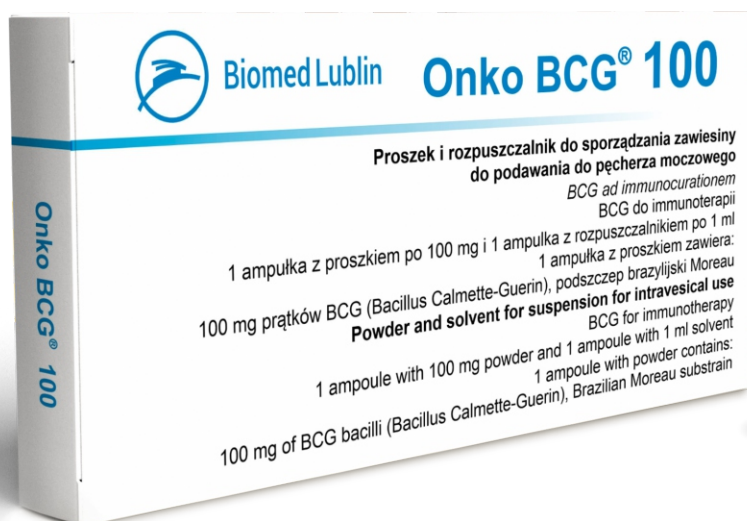 Biomed Lublin
Onko BCG® 100
Proszek i rozpuszczalnik do sporządzania zawiesiny
do podawania do pęcherza moczowego
BCG ad immunocurationem
BCG do immunoterapii
1 ampułka z proszkiem po 100 mg i 1 ampulka z rozpuszczalnikiem po 1 ml
1 ampułka z proszkiem zawiera:
100 mg prątków BCG (Bacillus Calmette-Guerin), podszczep brazylijski Moreau
Powder and solvent for suspension for intravesical use
BCG for immunotherapy
1 ampoule with 100 mg powder and 1 ampoule with 1 ml solvent
1 ampoule with powder contains:
100 mg of BCG bacilli (Bacillus Calmette-Guerin), Brazilian Moreau substrain
Onko BCG® 100